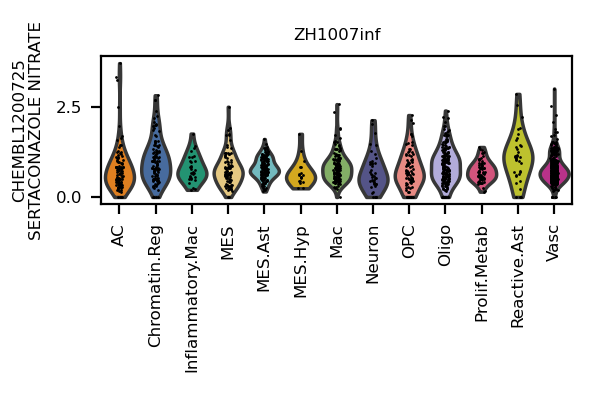 ZH1007inf
CHEMBL1200725
SERTACONAZOLE NITRATE
2.5
0.0
AC
Chromatin.Reg
Inflammatory.Mac
MES
MES.Ast
MES.Hyp
Mac
Neuron
OPC
Oligo
Prolif.Metab
Reactive.Ast
Vasc